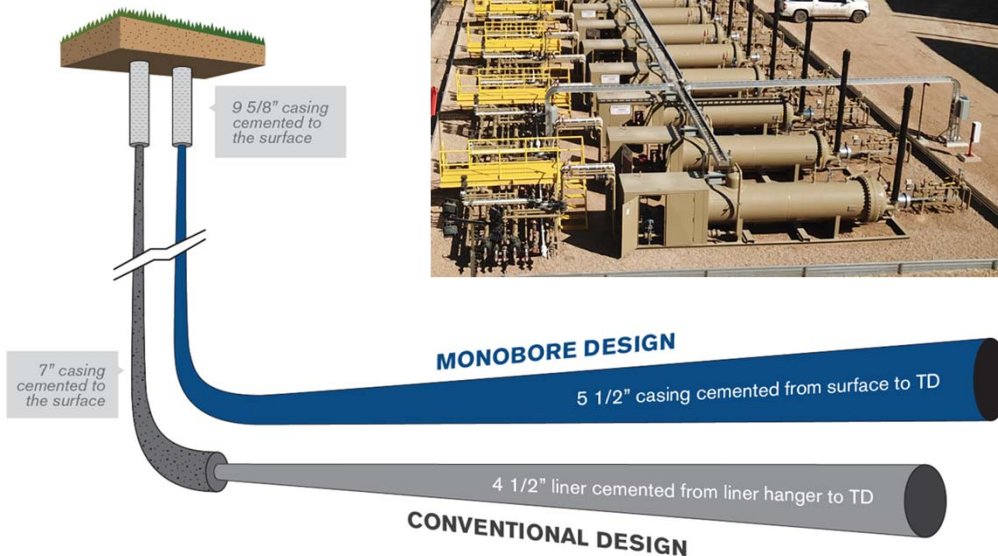 9 5/8” casing
cemented to
the surface
MONOBORE DESIGN
5 1/2” casing cemented from surface to TD
7” casing
cemented to
the surface
4 1/2” liner cemented from liner hanger to TD
CONVENTIONAL DESIGN